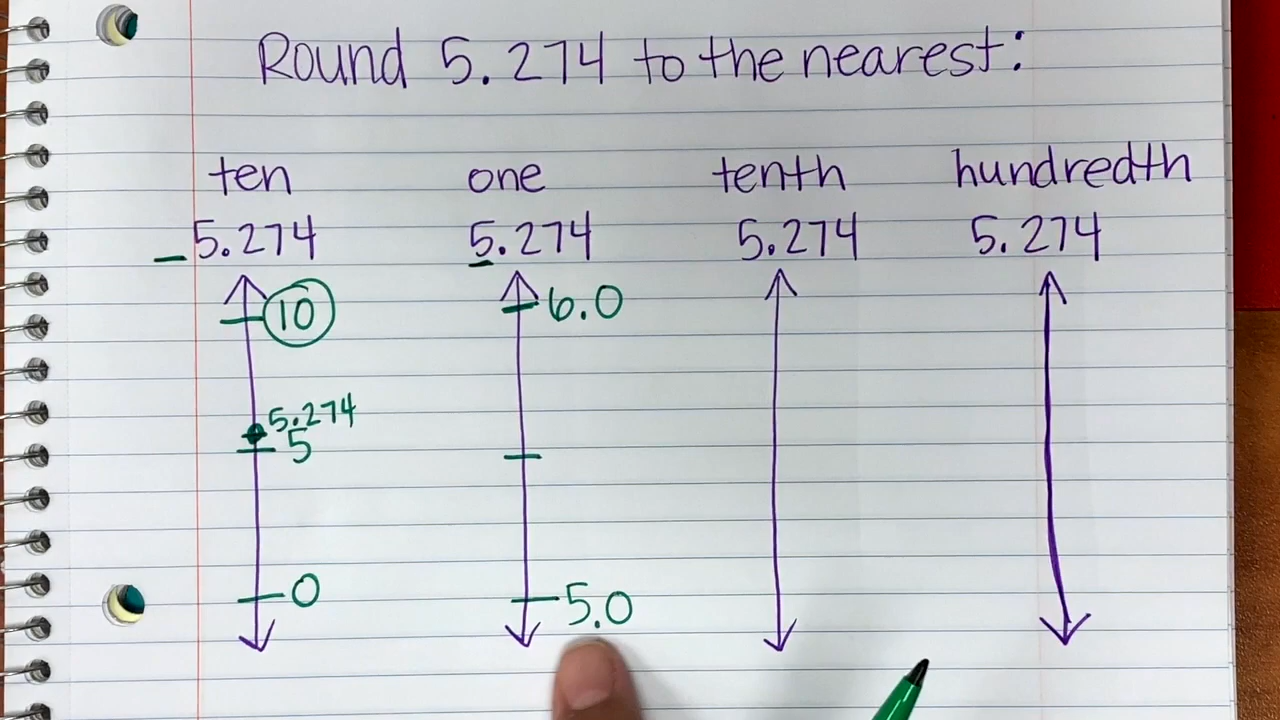 Round 5.274 to the nearest:
ten one tenth hundredth
5.274 5.274 5.274 5.274
10 6.0
5.274
5
0 5.0